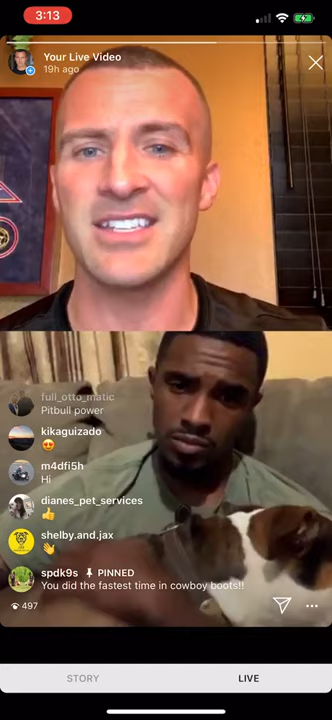 3:13
Your Live Video
19h ago
full_otto_matic
Pitbull power
kikaguizado
😍
m4dfi5h
Hi
dianes_pet_services
👍
shelby.and.jax
👋
spdk9s PINNED
You did the fastest time in cowboy boots!!
497
STORY LIVE